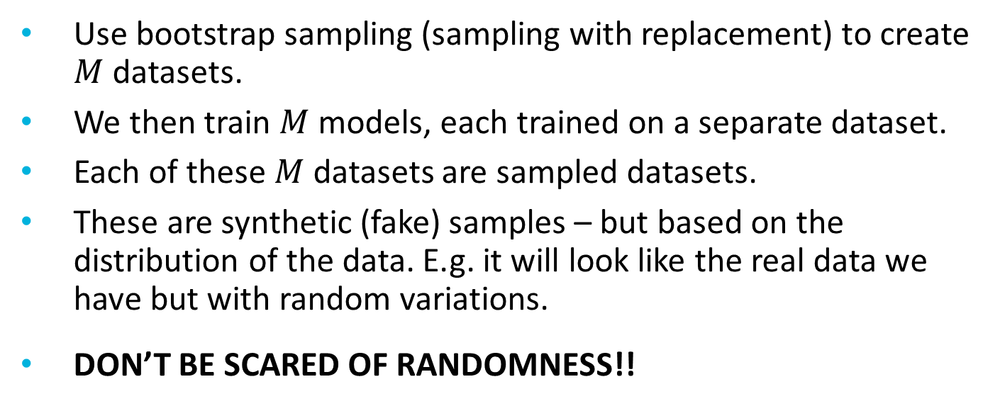 • Use bootstrap sampling (sampling with replacement) to create
M datasets.
• We then train M models, each trained on a separate dataset.
• Each of these M datasets are sampled datasets.
• These are synthetic (fake) samples – but based on the
distribution of the data. E.g. it will look like the real data we
have but with random variations.
• DON’T BE SCARED OF RANDOMNESS!!